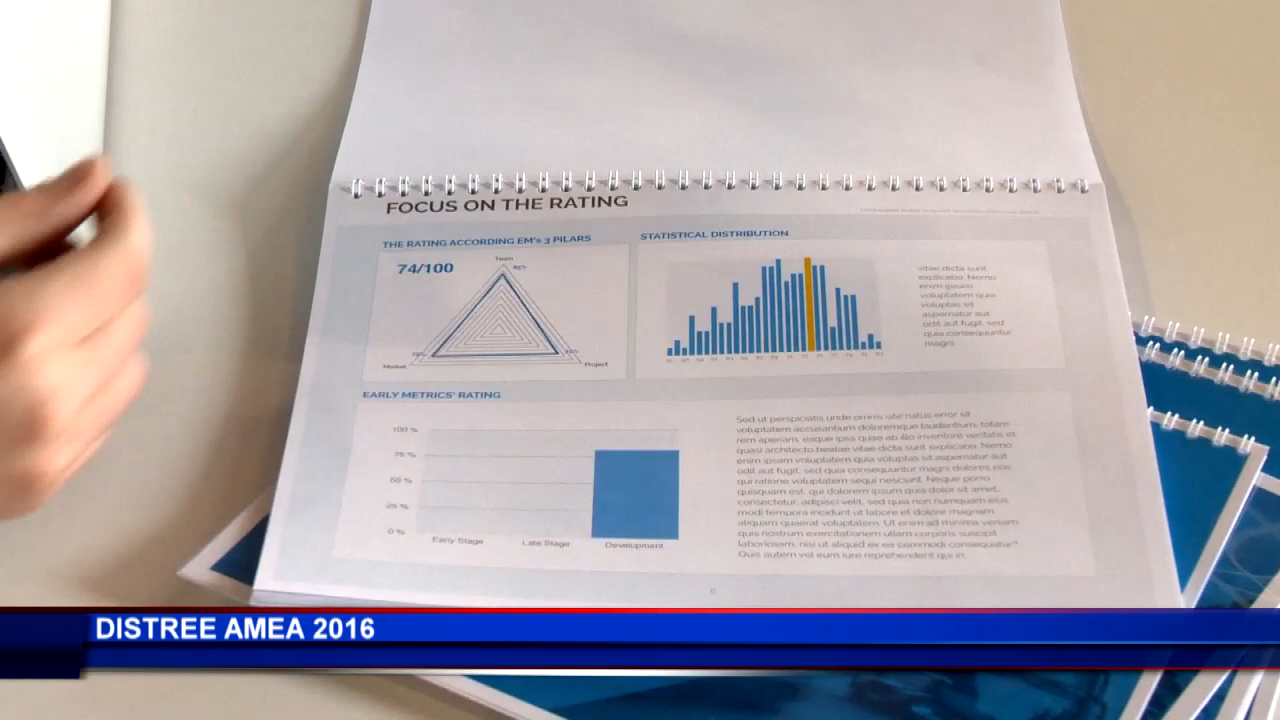 FOCUS ON THE RATING
THE RATING ACCORDING EM's 3 PILARS
74/100
Team
Market
Project
STATISTICAL DISTRIBUTION
vitae dicta sunt
explicabo. Nemo
enim ipsam
voluptatem quia
voluptas sit
aspernatur aut
odit aut fugit, sed
quia consequuntur
magni
EARLY METRICS' RATING
100 %
75 %
50 %
25 %
0 %
Early Stage
Late Stage
Development
Sed ut perspiciatis unde omnis iste natus error sit
voluptatem accusantium doloremque laudantium, totam
rem aperiam, eaque ipsa quae ab illo inventore veritatis et
quasi architecto beatae vitae dicta sunt explicabo. Nemo
enim ipsam voluptatem quia voluptas sit aspernatur aut
odit aut fugit, sed quia consequuntur magni dolores eos
qui ratione voluptatem sequi nesciunt. Neque porro
quisquam est, qui dolorem ipsum quia dolor sit amet,
consectetur, adipisci velit, sed quia non numquam eius
modi tempora incidunt ut labore et dolore magnam
aliquam quaerat voluptatem. Ut enim ad minima veniam,
quis nostrum exercitationem ullam corporis suscipit
laboriosam, nisi ut aliquid ex ea commodi consequatur?
Quis autem vel eum iure reprehenderit qui in
DISTREE AMEA 2016